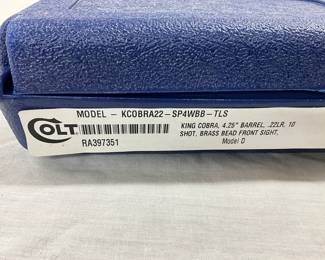 MODEL - KCOBRA22-SP4WBB-TLS
COLT
KING COBRA, 4.25" BARREL, .22LR, 10
SHOT, BRASS BEAD FRONT SIGHT,
Model D
RA397351